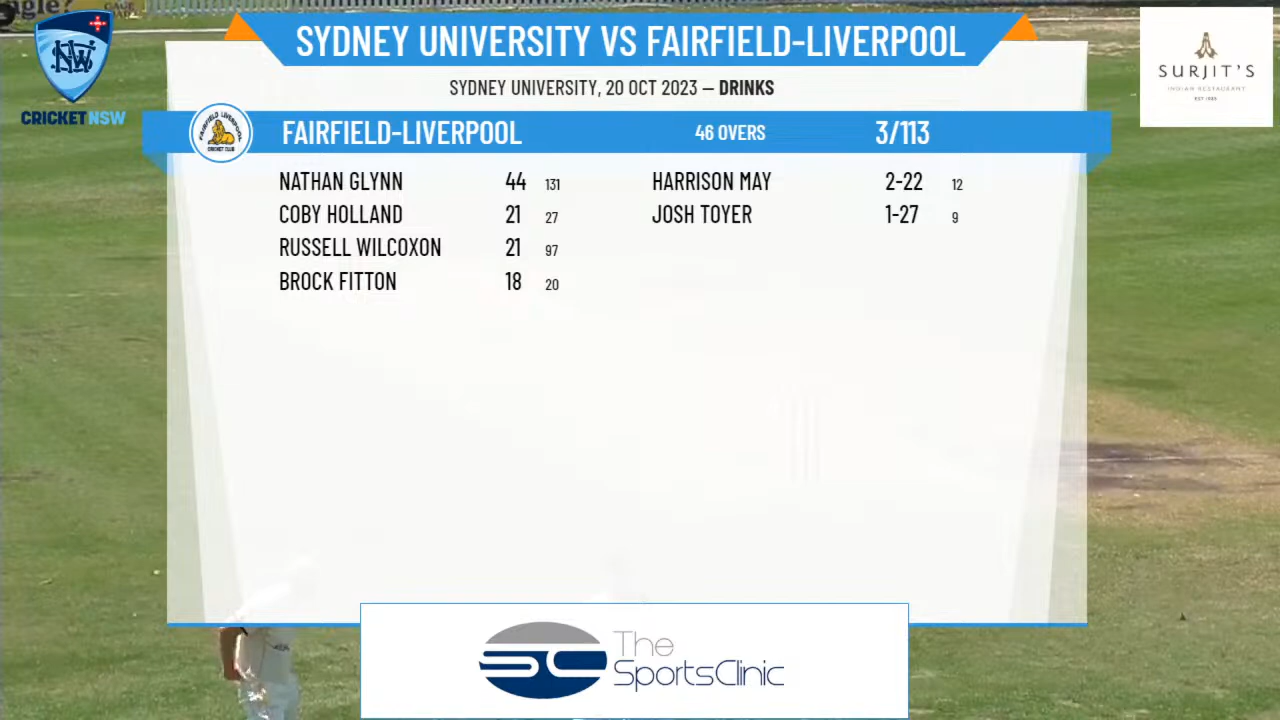 SYDNEY UNIVERSITY VS FAIRFIELD-LIVERPOOL
SYDNEY UNIVERSITY, 20 OCT 2023 – DRINKS
CRICKET NSW
SURJIT'S
INDIAN RESTAURANT
FAIRFIELD-LIVERPOOL 46 OVERS 3/113
NATHAN GLYNN 44 131 HARRISON MAY 2-22 12
COBY HOLLAND 21 27 JOSH TOYER 1-27 9
RUSSELL WILCOXON 21 97
BROCK FITTON 18 20
SC The
SportsClinic